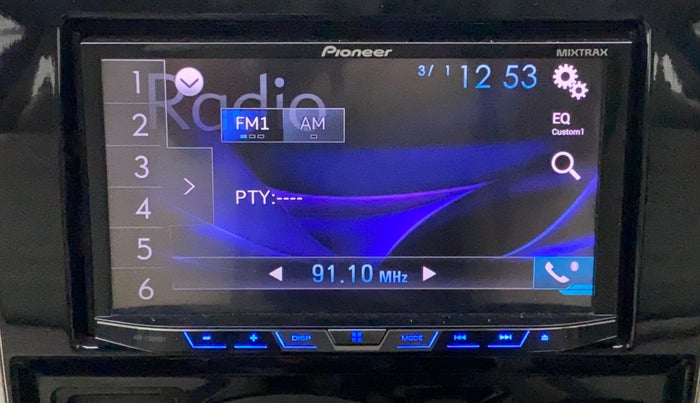 Pioneer
MIXTRAX
Radio
3/ 1 12 53
1
2
3
4
5
6
FM1 AM
EQ
Custom1
PTY:----
91.10 MHz
DISP
MODE